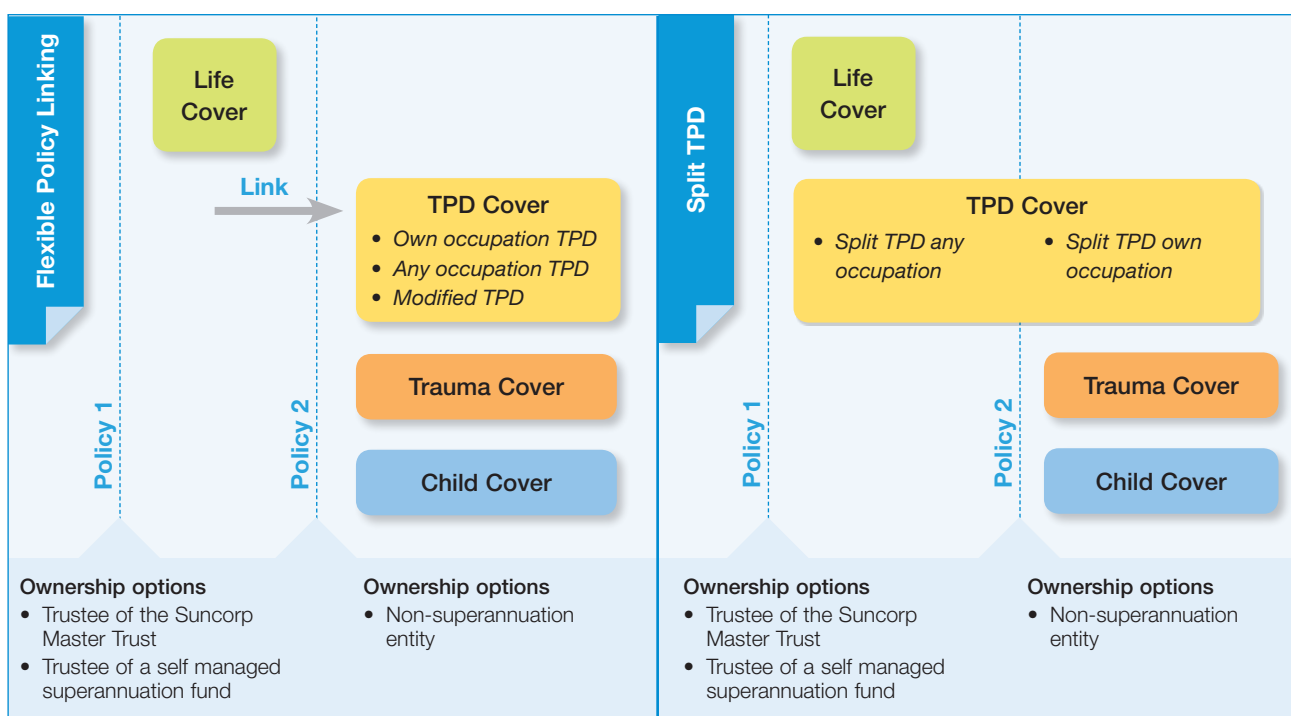 Flexible Policy Linking
Life
Cover
Link
TPD Cover
• Own occupation TPD
• Any occupation TPD
• Modified TPD
Trauma Cover
Child Cover
Policy 1
Policy 2
Ownership options
• Trustee of the Suncorp
Master Trust
• Trustee of a self managed
superannuation fund
Ownership options
• Non-superannuation
entity
Split TPD
Life
Cover
TPD Cover
• Split TPD any
occupation
• Split TPD own
occupation
Trauma Cover
Child Cover
Policy 1
Policy 2
Ownership options
• Trustee of the Suncorp
Master Trust
• Trustee of a self managed
superannuation fund
Ownership options
• Non-superannuation
entity